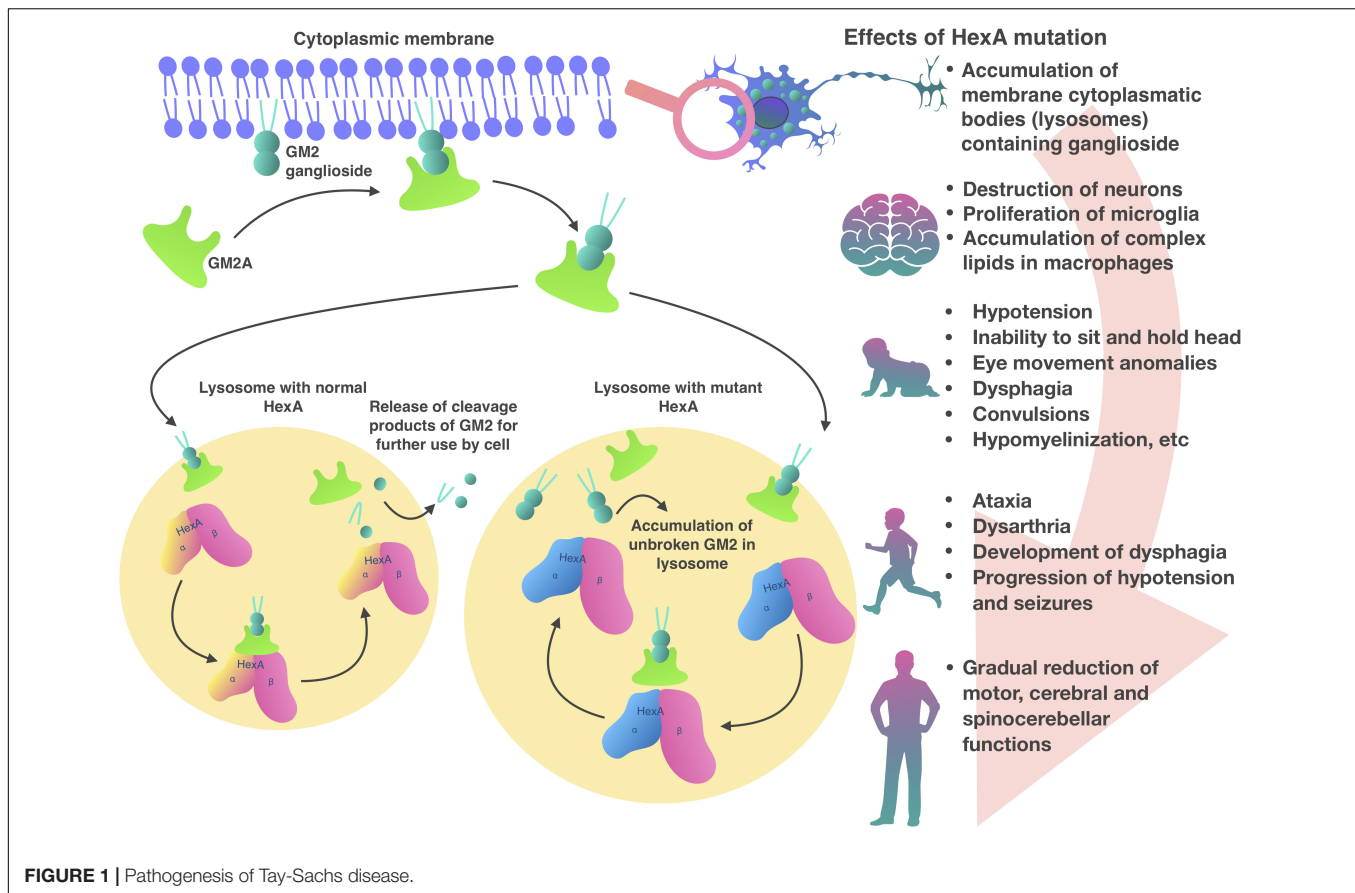 Cytoplasmic membrane
GM2
ganglioside
GM2A
Lysosome with normal
HexA
Release of cleavage
products of GM2 for
further use by cell
HexA
α
β
HexA
α
β
HexA
α
β
Lysosome with mutant
HexA
Accumulation of
unbroken GM2 in
lysosome
HexA
α
β
HexA
α
β
HexA
α
β
Effects of HexA mutation
• Accumulation of
membrane cytoplasmatic
bodies (lysosomes)
containing ganglioside
• Destruction of neurons
• Proliferation of microglia
• Accumulation of complex
lipids in macrophages
• Hypotension
• Inability to sit and hold head
• Eye movement anomalies
• Dysphagia
• Convulsions
• Hypomyelinization, etc
• Ataxia
• Dysarthria
• Development of dysphagia
• Progression of hypotension
and seizures
• Gradual reduction of
motor, cerebral and
spinocerebellar
functions
FIGURE 1 | Pathogenesis of Tay-Sachs disease.